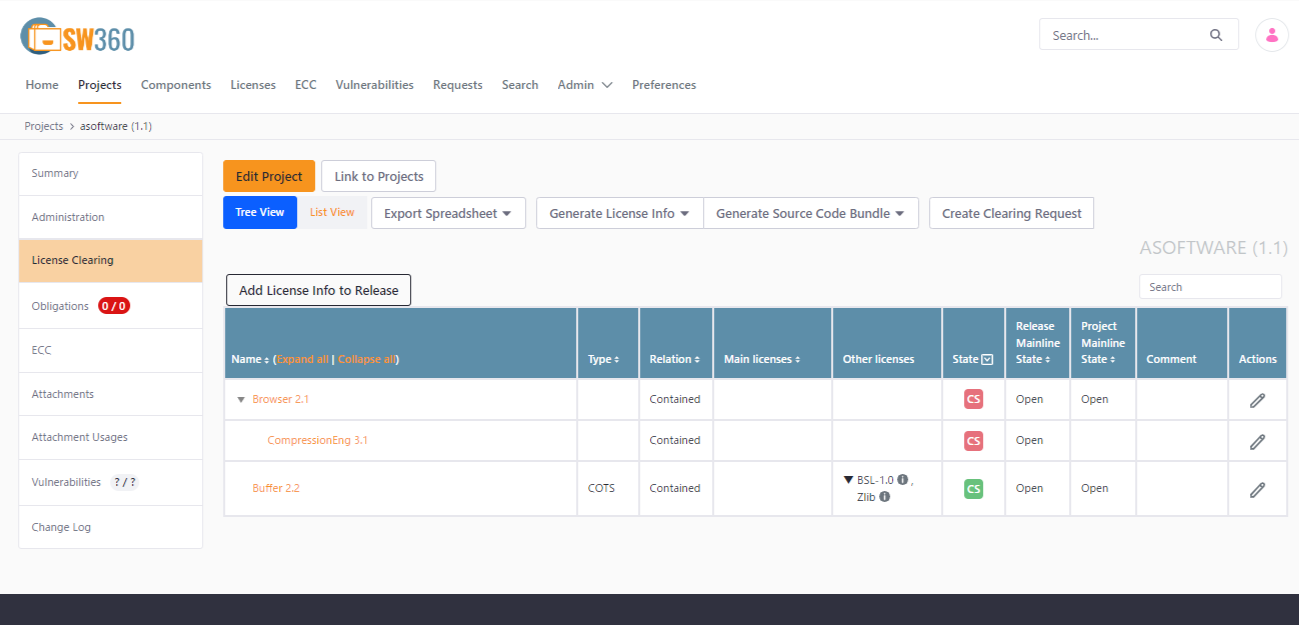 SW360
Search...
Home Projects Components Licenses ECC Vulnerabilities Requests Search Admin Preferences
Projects > asoftware (1.1)
Summary
Administration
License Clearing
Obligations 0 / 0
ECC
Attachments
Attachment Usages
Vulnerabilities ? / ?
Change Log
Edit Project Link to Projects
Tree View List View Export Spreadsheet Generate License Info Generate Source Code Bundle Create Clearing Request
ASOFTWARE (1.1)
Add License Info to Release Search
Name (Expand all | Collapse all) Type Relation Main licenses Other licenses State Release Mainline State Project Mainline State Comment Actions
Browser 2.1 Contained CS Open Open
CompressionEng 3.1 Contained CS Open
Buffer 2.2 COTS Contained BSL-1.0 , Zlib CS Open Open